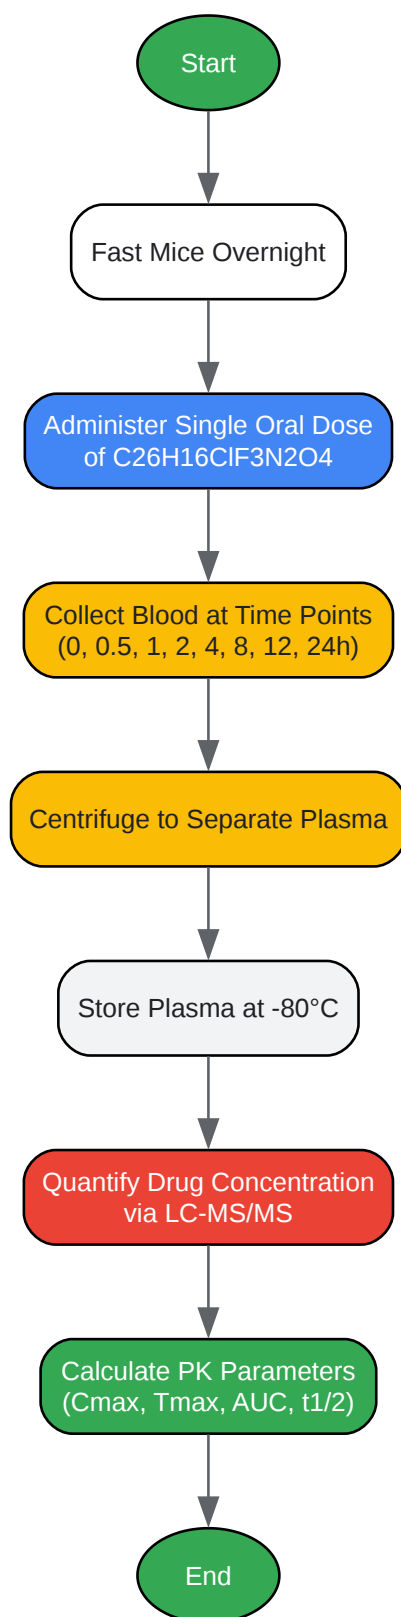 Start
Fast Mice Overnight
Administer Single Oral Dose
of C26H16ClF3N2O4
Collect Blood at Time Points
(0, 0.5, 1, 2, 4, 8, 12, 24h)
Centrifuge to Separate Plasma
Store Plasma at -80°C
Quantify Drug Concentration
via LC-MS/MS
Calculate PK Parameters
(Cmax, Tmax, AUC, t1/2)
End